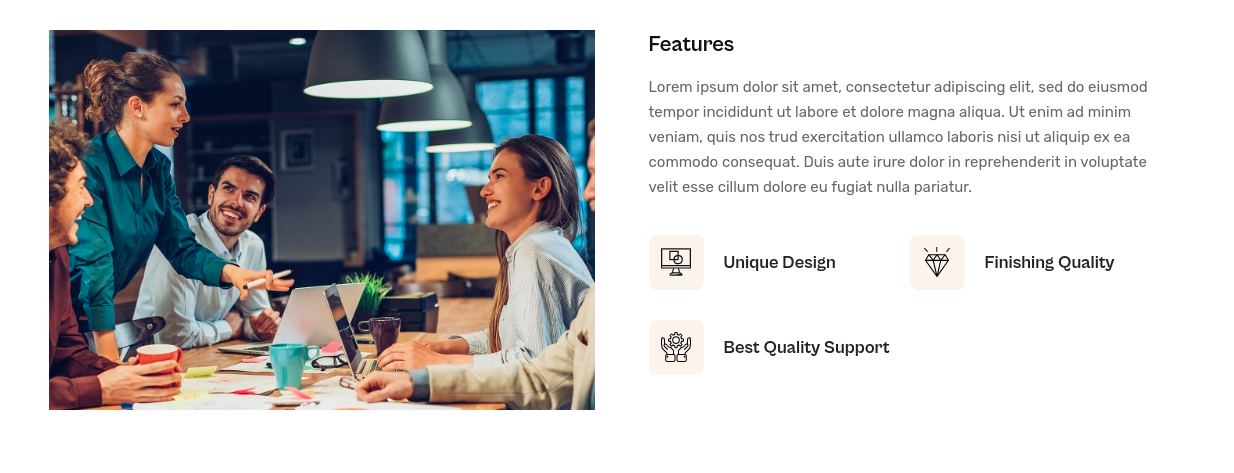 Features
Lorem ipsum dolor sit amet, consectetur adipiscing elit, sed do eiusmod
tempor incididunt ut labore et dolore magna aliqua. Ut enim ad minim
veniam, quis nos trud exercitation ullamco laboris nisi ut aliquip ex ea
commodo consequat. Duis aute irure dolor in reprehenderit in voluptate
velit esse cillum dolore eu fugiat nulla pariatur.
Unique Design
Finishing Quality
Best Quality Support